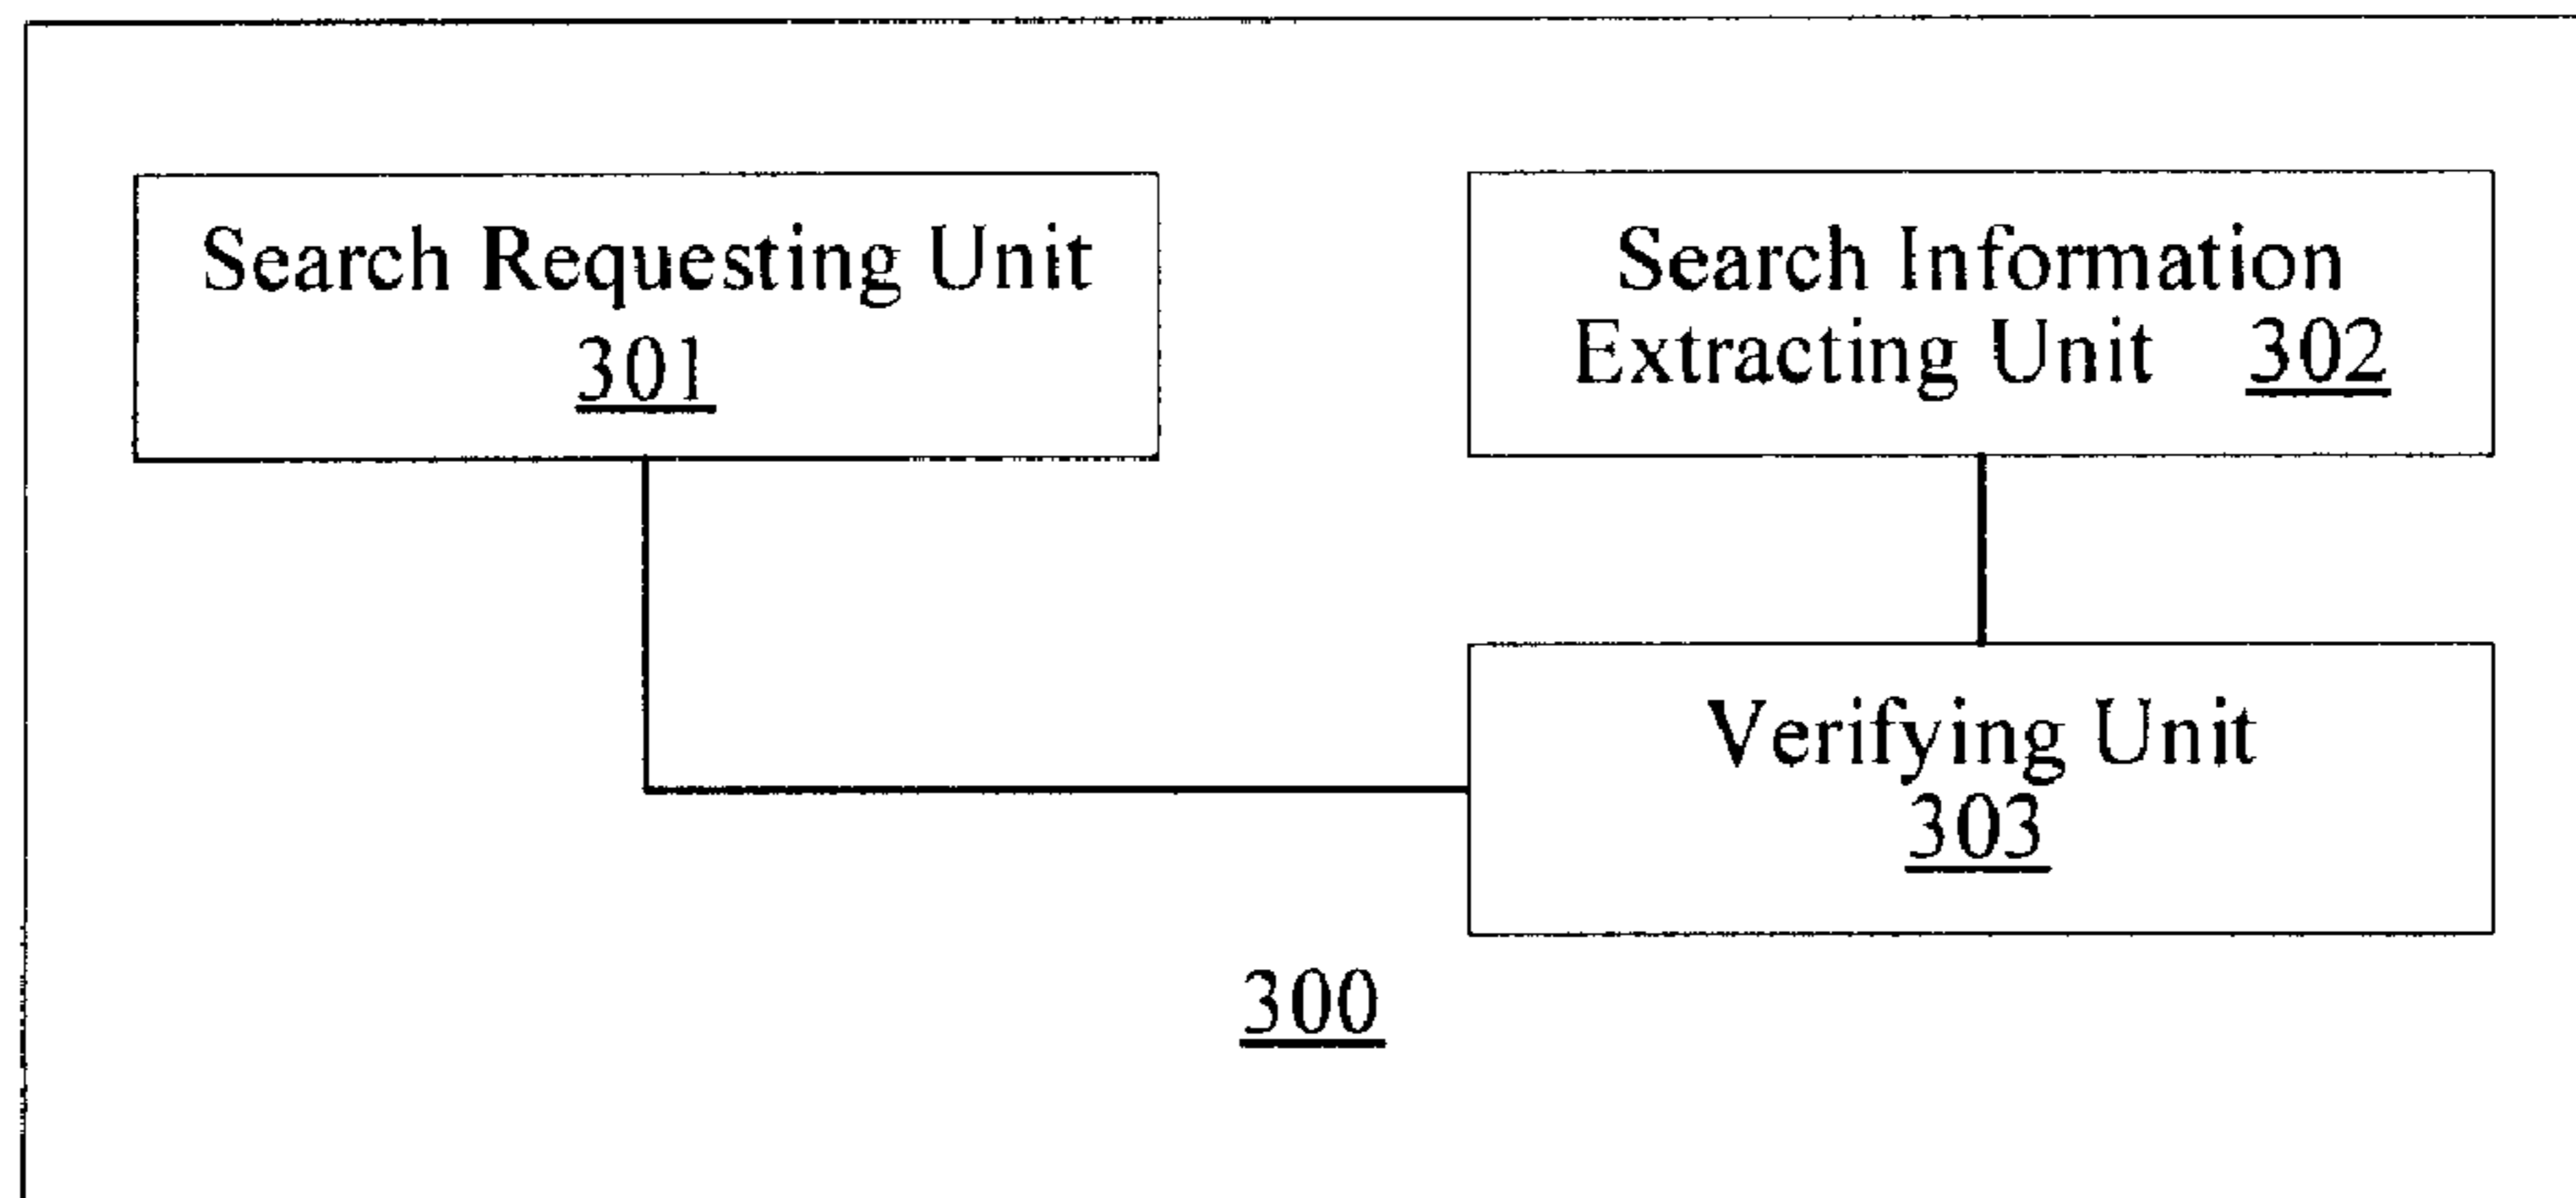 Search Requesting Unit
301
Search Information
Extracting Unit 302
Verifying Unit
303
300